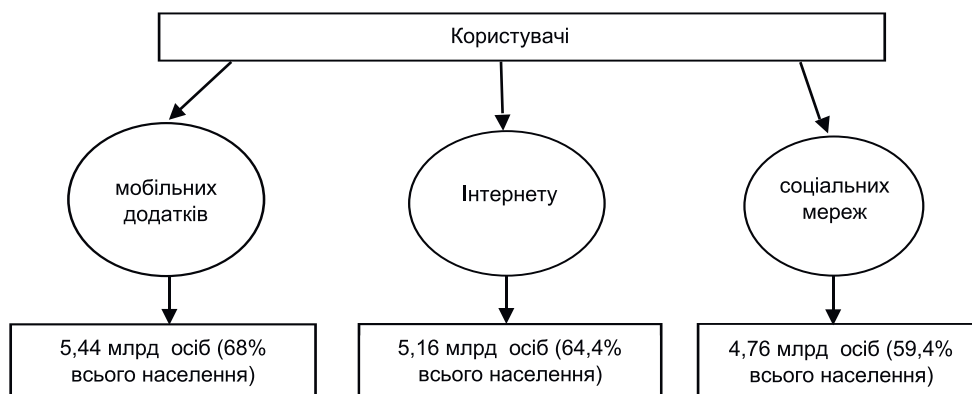 Користувачі
мобільних
додатків
Інтернету
соціальних
мереж
5,44 млрд осіб (68%
всього населення)
5,16 млрд осіб (64,4%
всього населення)
4,76 млрд осіб (59,4%
всього населення)